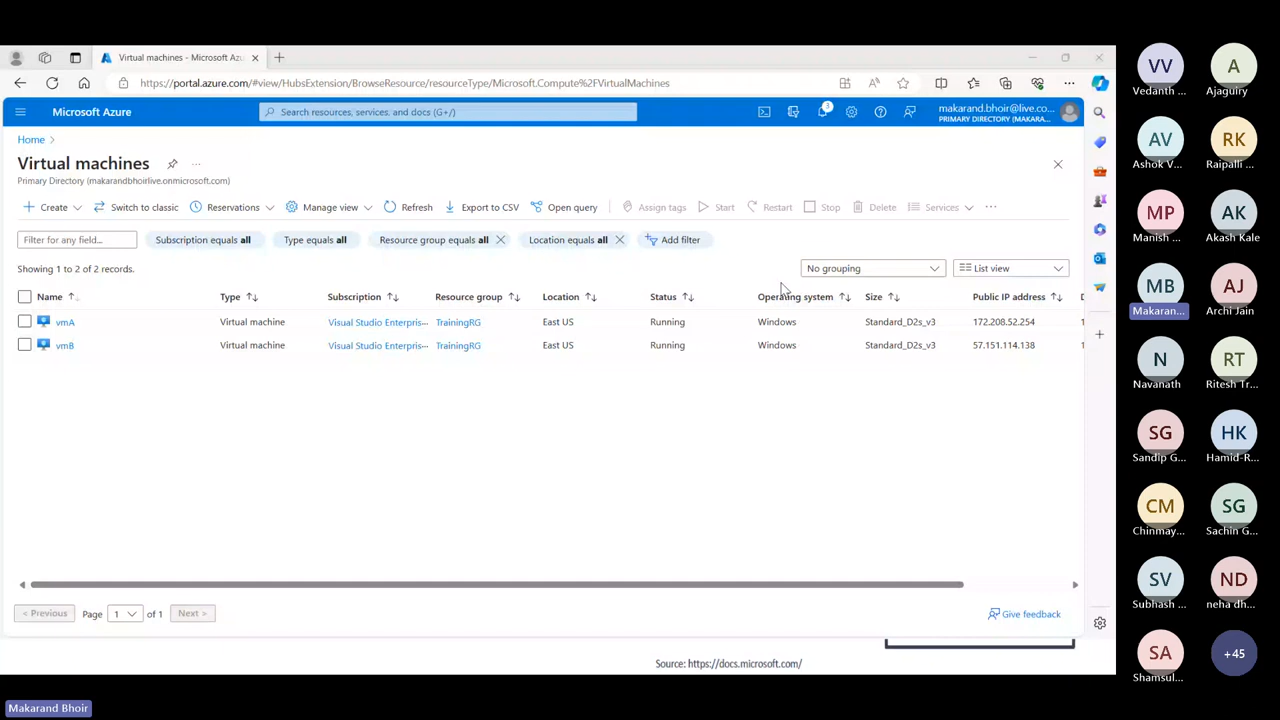 Virtual machines - Microsoft Azu
https://portal.azure.com/#view/HubsExtension/BrowseResource/resourceType/Microsoft.Compute%2FVirtualMachines
Microsoft Azure
Search resources, services, and docs (G+/)
3
makarand.bhoir@live.co...
PRIMARY DIRECTORY (MAKARA...
Home >
Virtual machines
Primary Directory (makarandbhoirlive.onmicrosoft.com)
Create Switch to classic Reservations Manage view Refresh Export to CSV Open query Assign tags Start Restart Stop Delete Services
Filter for any field... Subscription equals all Type equals all Resource group equals all Location equals all Add filter
Showing 1 to 2 of 2 records.
No grouping List view
Name Type Subscription Resource group Location Status Operating system Size Public IP address D
vmA Virtual machine Visual Studio Enterpris... TrainingRG East US Running Windows Standard_D2s_v3 172.208.52.254 1
vmB Virtual machine Visual Studio Enterpris... TrainingRG East US Running Windows Standard_D2s_v3 57.151.114.138 1
< Previous Page 1 of 1 Next >
Give feedback
Source: https://docs.microsoft.com/
Makarand Bhoir
VV A
Vedanth ... Ajagulry
AV RK
Ashok V... Raipalli ...
MP AK
Manish ... Akash Kale
MB AJ
Makaran... Archi Jain
N RT
Navanath Ritesh Tr...
SG HK
Sandip G... Hamid-R...
CM SG
Chinmay... Sachin G...
SV ND
Subhash ... neha dh...
SA +45
Shamsul...